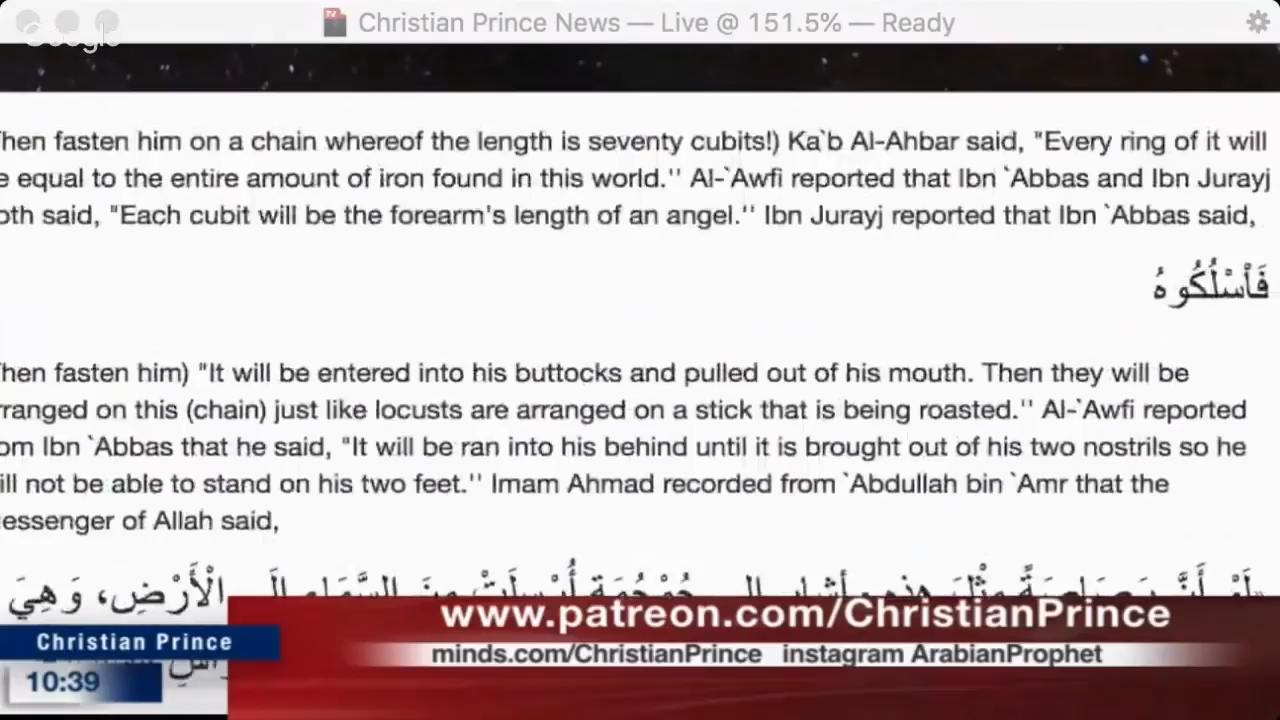 Christian Prince News — Live @ 151.5% — Ready
Google
hen fasten him on a chain whereof the length is seventy cubits!) Ka`b Al-Ahbar said, "Every ring of it will
e equal to the entire amount of iron found in this world.'' Al-`Awfi reported that Ibn `Abbas and Ibn Jurayj
oth said, "Each cubit will be the forearm's length of an angel.'' Ibn Jurayj reported that Ibn `Abbas said,
فَاْسْلُكُوهُ
hen fasten him) "It will be entered into his buttocks and pulled out of his mouth. Then they will be
rranged on this (chain) just like locusts are arranged on a stick that is being roasted.'' Al-`Awfi reported
om Ibn `Abbas that he said, "It will be ran into his behind until it is brought out of his two nostrils so he
ill not be able to stand on his two feet.'' Imam Ahmad recorded from `Abdullah bin `Amr that the
essenger of Allah said,
الْأَرْضِ، وَهِيَ
www.patreon.com/ChristianPrince
Christian Prince
minds.com/ChristianPrince instagram ArabianProphet
10:39